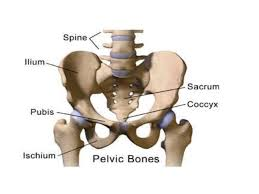 Spine
Ilium
Sacrum
Coccyx
Pubis
Ischium
Pelvic Bones